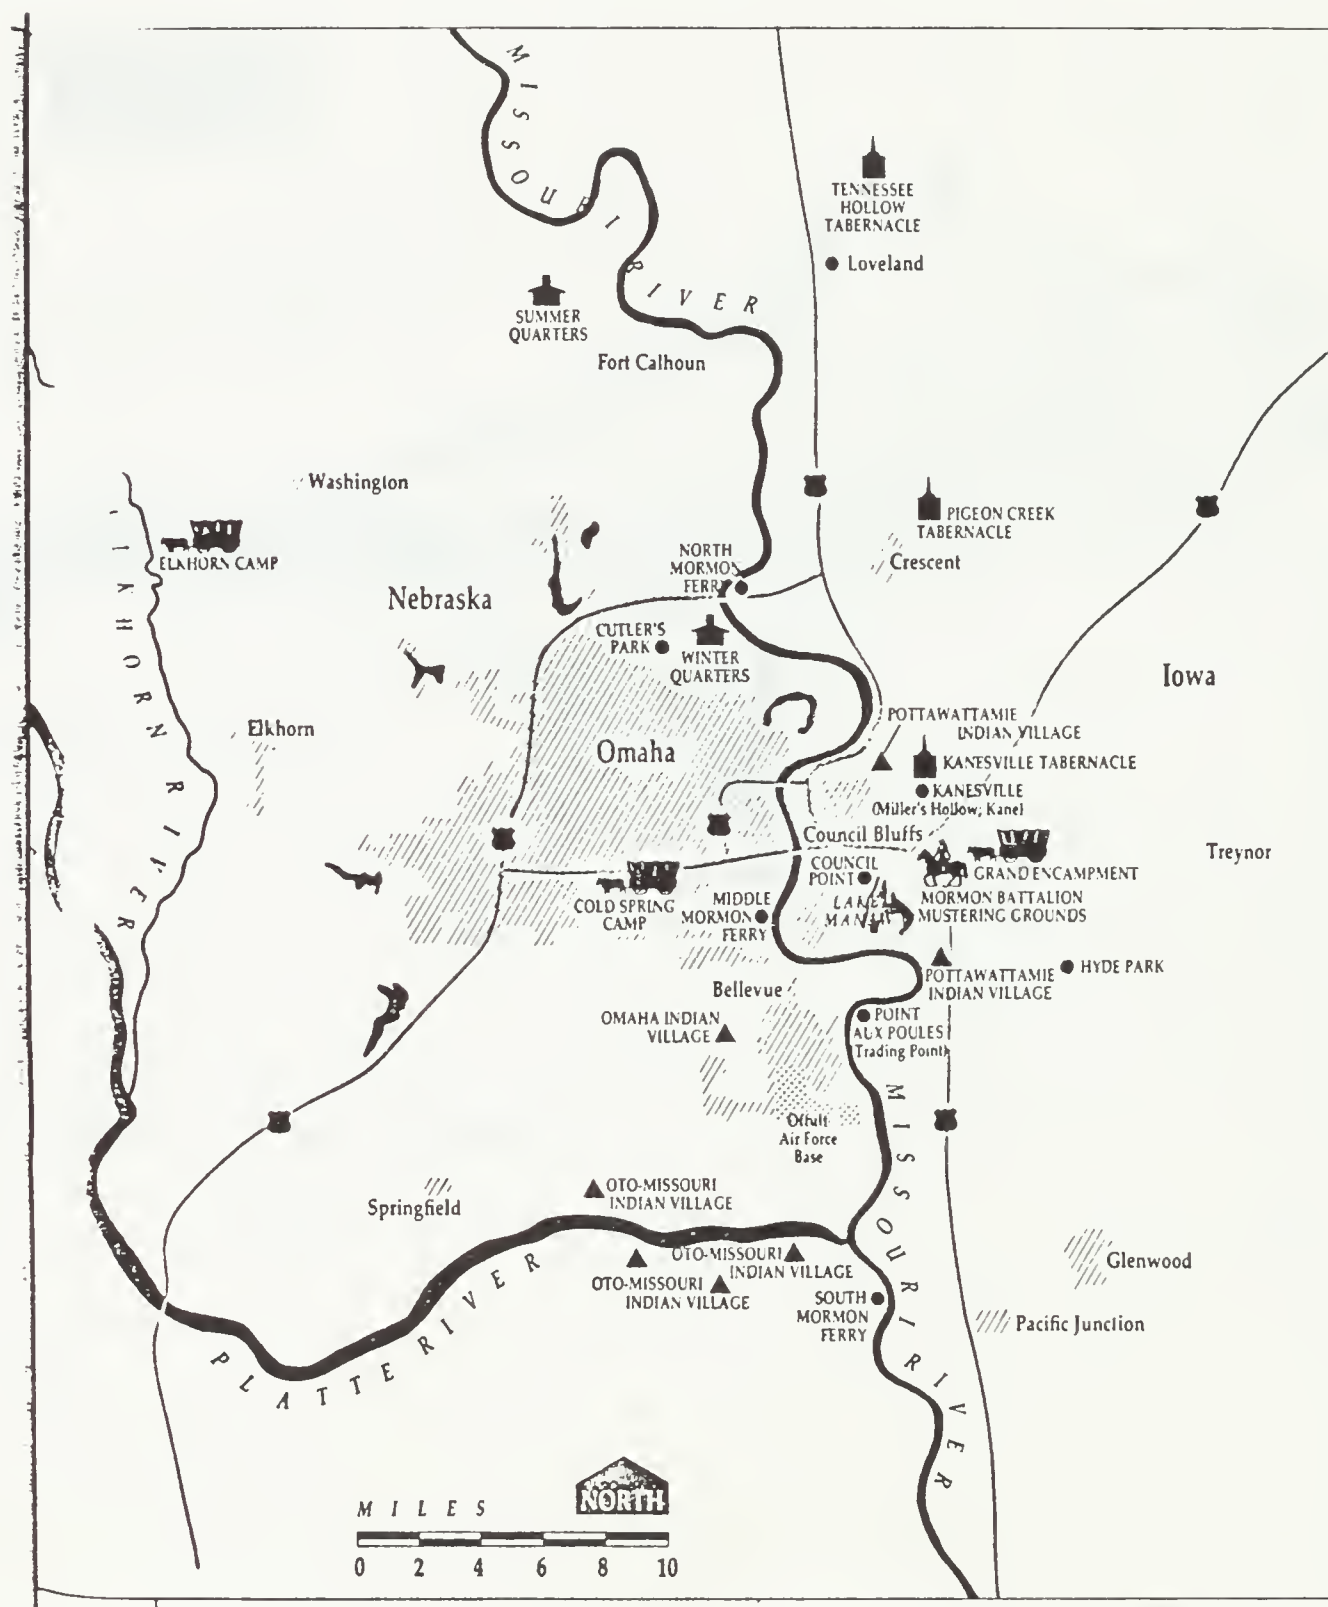 MISSOURI RIVER
TENNESSEE
HOLLOW
TABERNACLE
Loveland
SUMMER
QUARTERS
Fort Calhoun
Washington
PIGEON CREEK
TABERNACLE
ELKHORN CAMP
NORTH
MORMON
FERRY
Crescent
Nebraska
CUTLER'S
PARK
WINTER
QUARTERS
Iowa
LKHORN RIVER
POTTAWATTAMIE
INDIAN VILLAGE
Elkhorn
Omaha
KANESVILLE TABERNACLE
KANESVILLE
(Miller's Hollow; Kane)
Council Bluffs
Treynor
COUNCIL
POINT
GRAND ENCAMPMENT
COLD SPRING
CAMP
MIDDLE
MORMON
FERRY
LAKE
MANAWA
MORMON BATTALION
MUSTERING GROUNDS
POTTAWATTAMIE
INDIAN VILLAGE
HYDE PARK
Bellevue
OMAHA INDIAN
VILLAGE
POINT
AUX POULES
(Trading Point)
MISSOURI RIVER
Offutt
Air Force
Base
Springfield
OTO-MISSOURI
INDIAN VILLAGE
OTO-MISSOURI
INDIAN VILLAGE
OTO-MISSOURI
INDIAN VILLAGE
Glenwood
SOUTH
MORMON
FERRY
Pacific Junction
PLATTE RIVER
NORTH
MILES
0 2 4 6 8 10